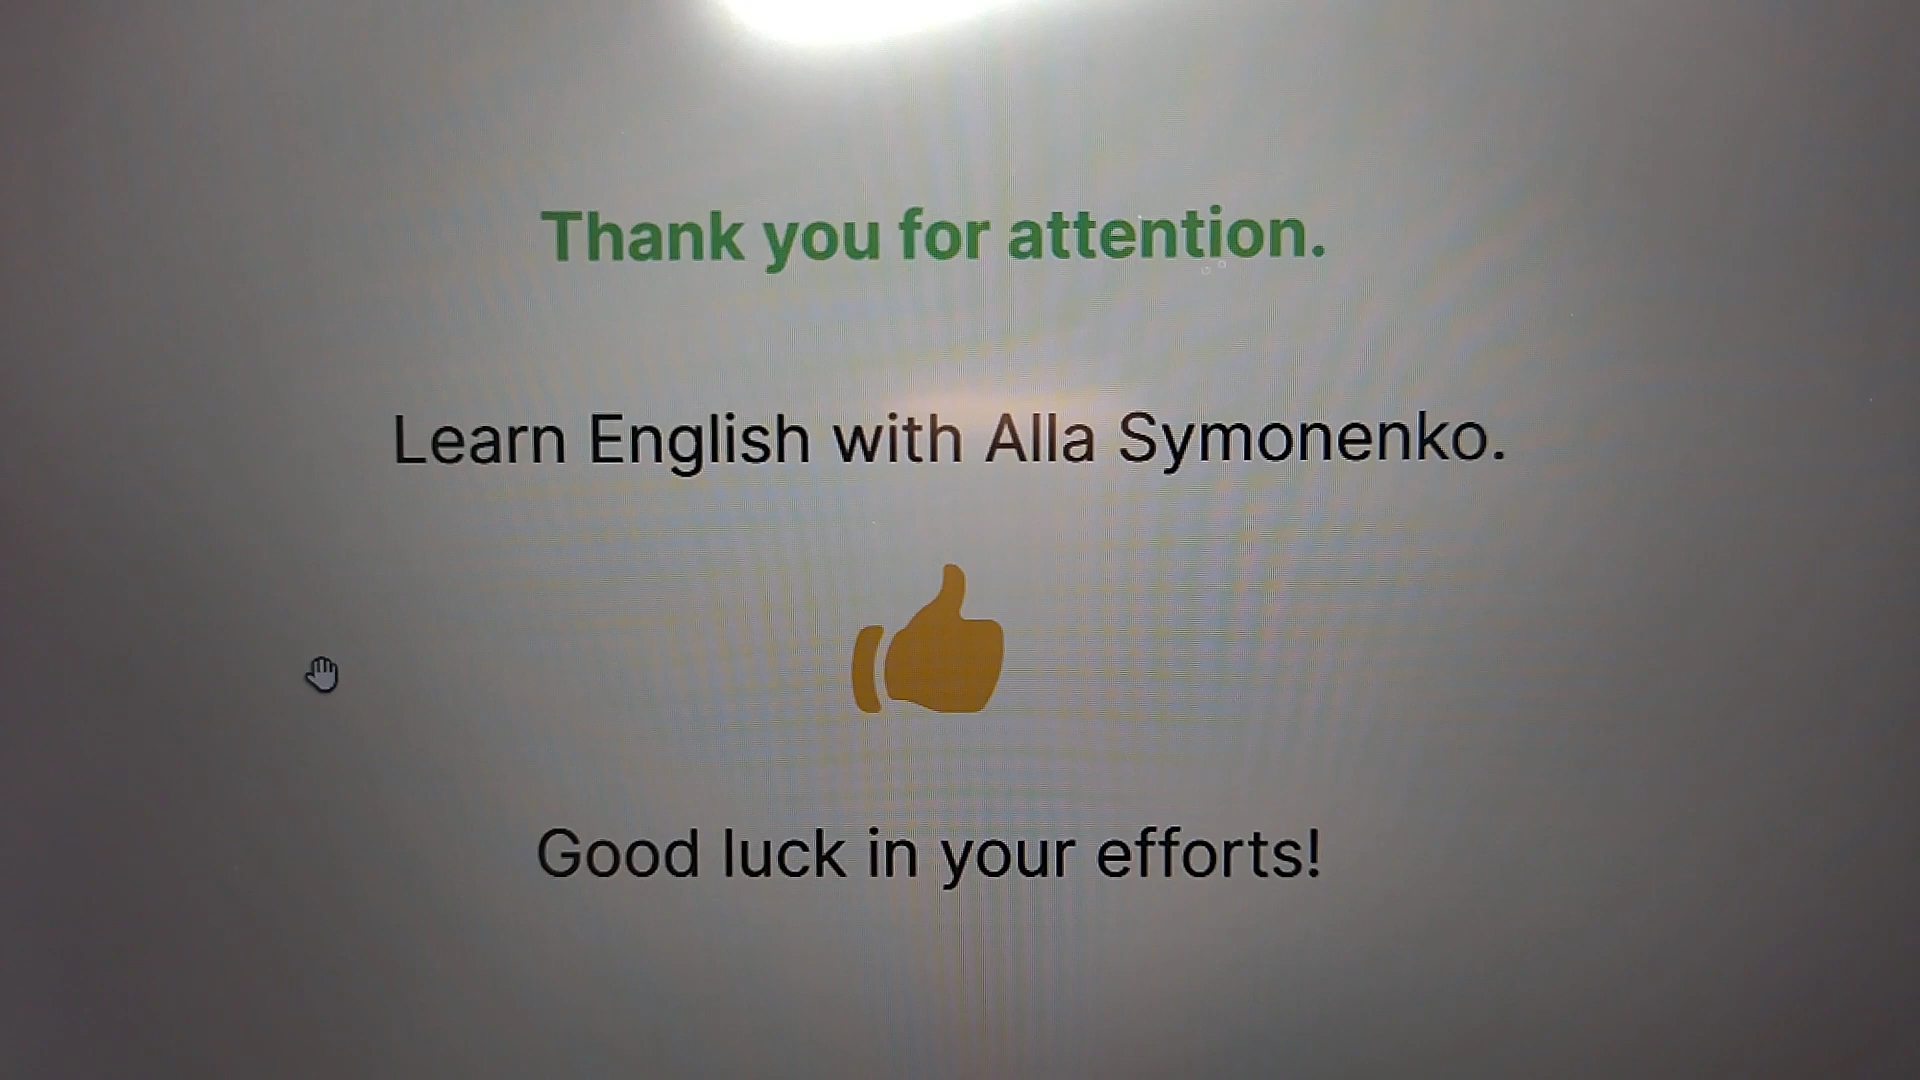 Thank you for attention.
Learn English with Alla Symonenko.
Good luck in your efforts!